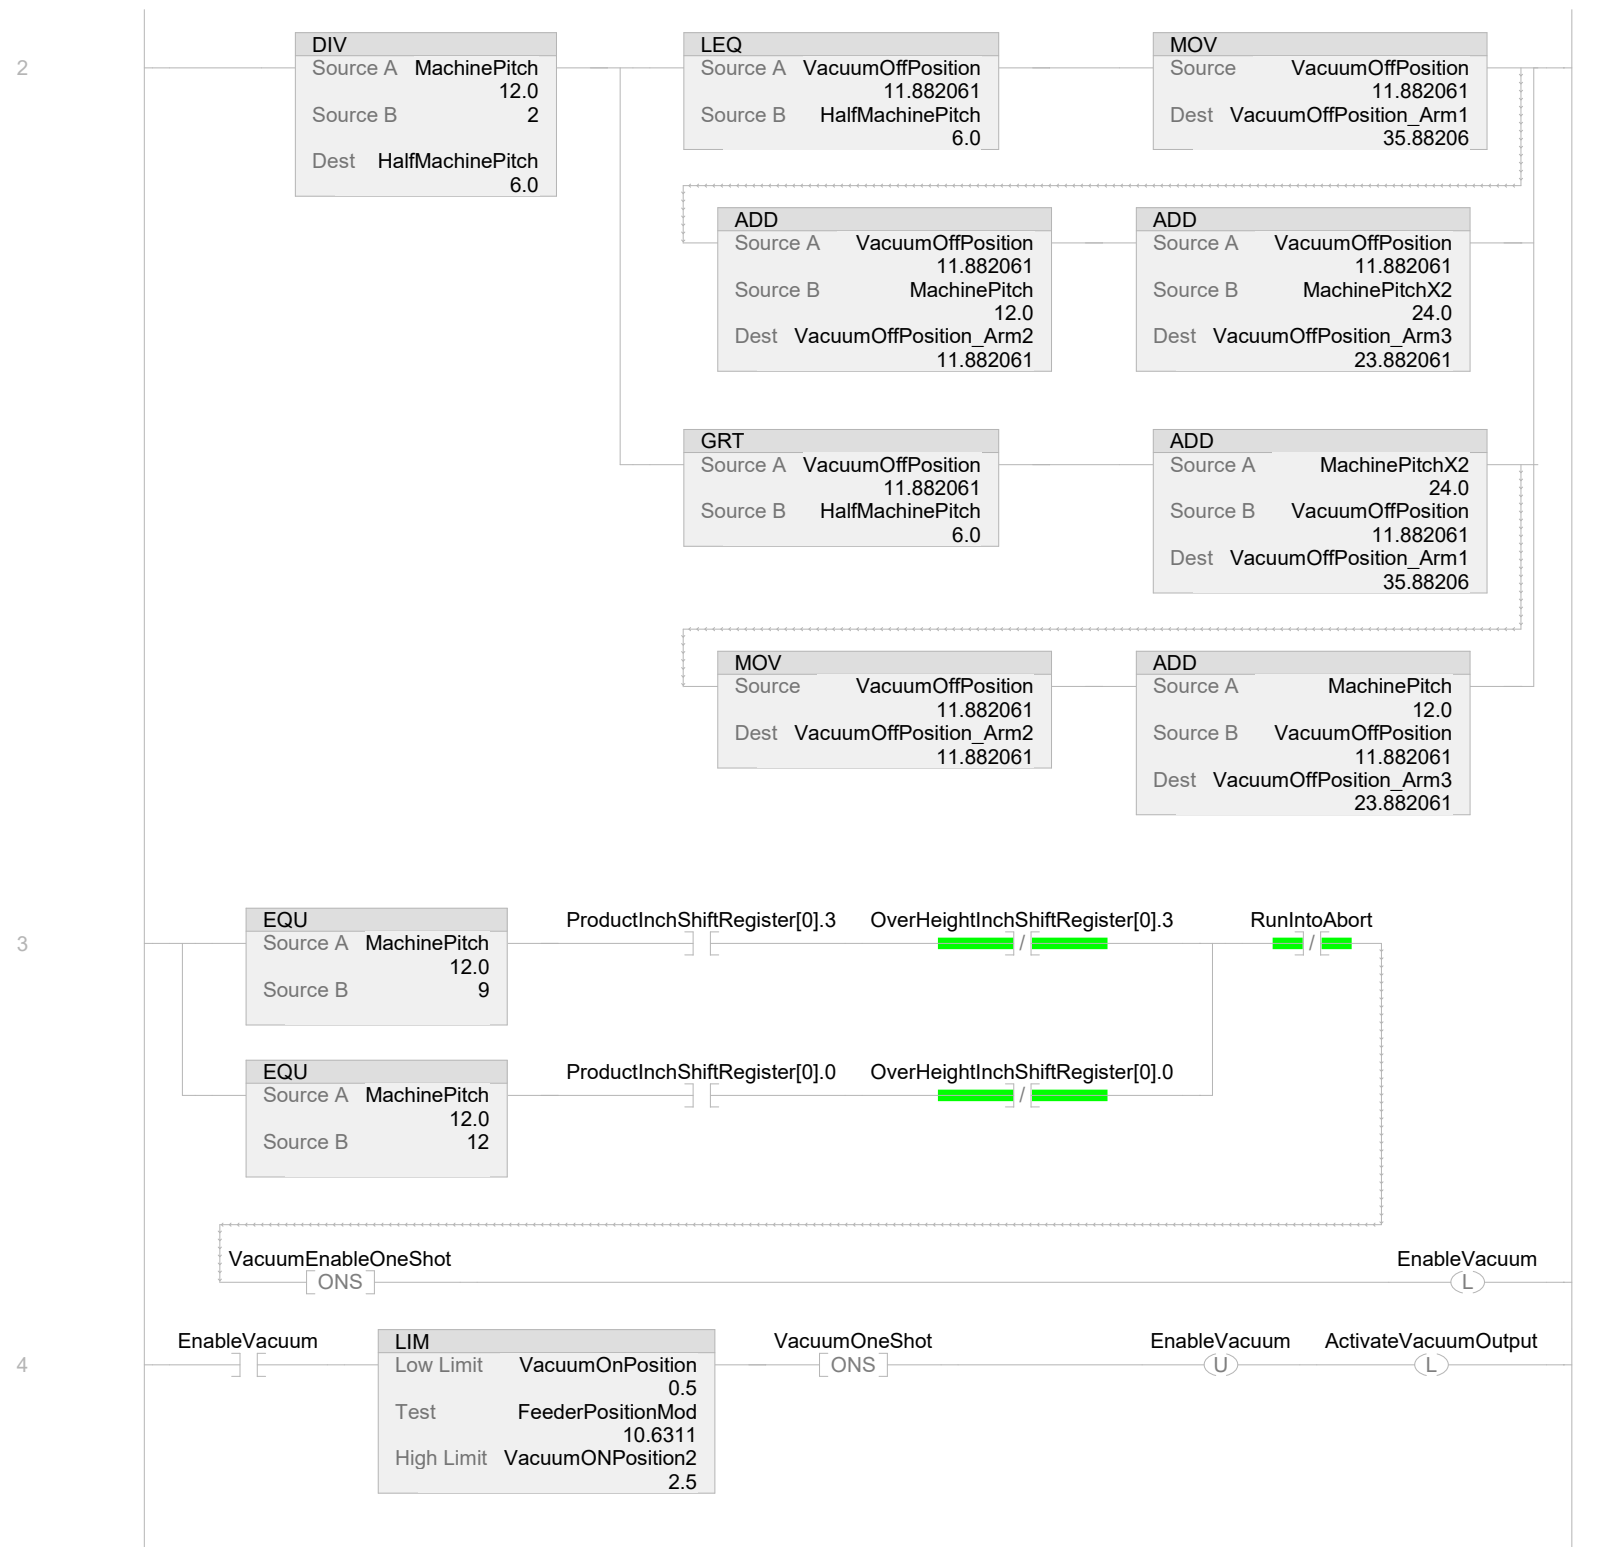 2
DIV
Source A MachinePitch
12.0
Source B 2
Dest HalfMachinePitch
6.0
LEQ
Source A VacuumOffPosition
11.882061
Source B HalfMachinePitch
6.0
MOV
Source VacuumOffPosition
11.882061
Dest VacuumOffPosition_Arm1
35.88206
ADD
Source A VacuumOffPosition
11.882061
Source B MachinePitch
12.0
Dest VacuumOffPosition_Arm2
11.882061
ADD
Source A VacuumOffPosition
11.882061
Source B MachinePitchX2
24.0
Dest VacuumOffPosition_Arm3
23.882061
GRT
Source A VacuumOffPosition
11.882061
Source B HalfMachinePitch
6.0
ADD
Source A MachinePitchX2
24.0
Source B VacuumOffPosition
11.882061
Dest VacuumOffPosition_Arm1
35.88206
MOV
Source VacuumOffPosition
11.882061
Dest VacuumOffPosition_Arm2
11.882061
ADD
Source A MachinePitch
12.0
Source B VacuumOffPosition
11.882061
Dest VacuumOffPosition_Arm3
23.882061
3
EQU
Source A MachinePitch
12.0
Source B 9
ProductInchShiftRegister[0].3
OverHeightInchShiftRegister[0].3
/
RunIntoAbort
/
EQU
Source A MachinePitch
12.0
Source B 12
ProductInchShiftRegister[0].0
OverHeightInchShiftRegister[0].0
/
VacuumEnableOneShot
ONS
EnableVacuum
L
4
EnableVacuum
LIM
Low Limit VacuumOnPosition
0.5
Test FeederPositionMod
10.6311
High Limit VacuumONPosition2
2.5
VacuumOneShot
ONS
EnableVacuum
U
ActivateVacuumOutput
L